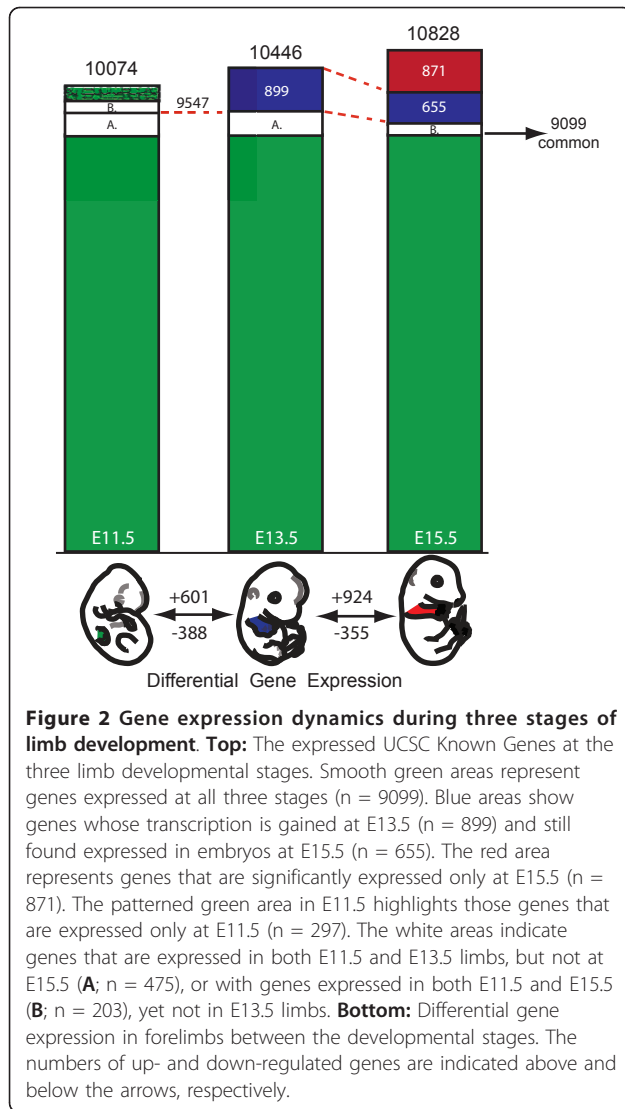 10828
10446
10074
871
899
655
B.
9547
A.
A.
B.
9099
common
E11.5
E13.5
E15.5
+601
-388
+924
-355
Differential Gene Expression
Figure 2 Gene expression dynamics during three stages of
limb development. Top: The expressed UCSC Known Genes at the
three limb developmental stages. Smooth green areas represent
genes expressed at all three stages (n = 9099). Blue areas show
genes whose transcription is gained at E13.5 (n = 899) and still
found expressed in embryos at E15.5 (n = 655). The red area
represents genes that are significantly expressed only at E15.5 (n =
871). The patterned green area in E11.5 highlights those genes that
are expressed only at E11.5 (n = 297). The white areas indicate
genes that are expressed in both E11.5 and E13.5 limbs, but not at
E15.5 (A; n = 475), or with genes expressed in both E11.5 and E15.5
(B; n = 203), yet not in E13.5 limbs. Bottom: Differential gene
expression in forelimbs between the developmental stages. The
numbers of up- and down-regulated genes are indicated above and
below the arrows, respectively.